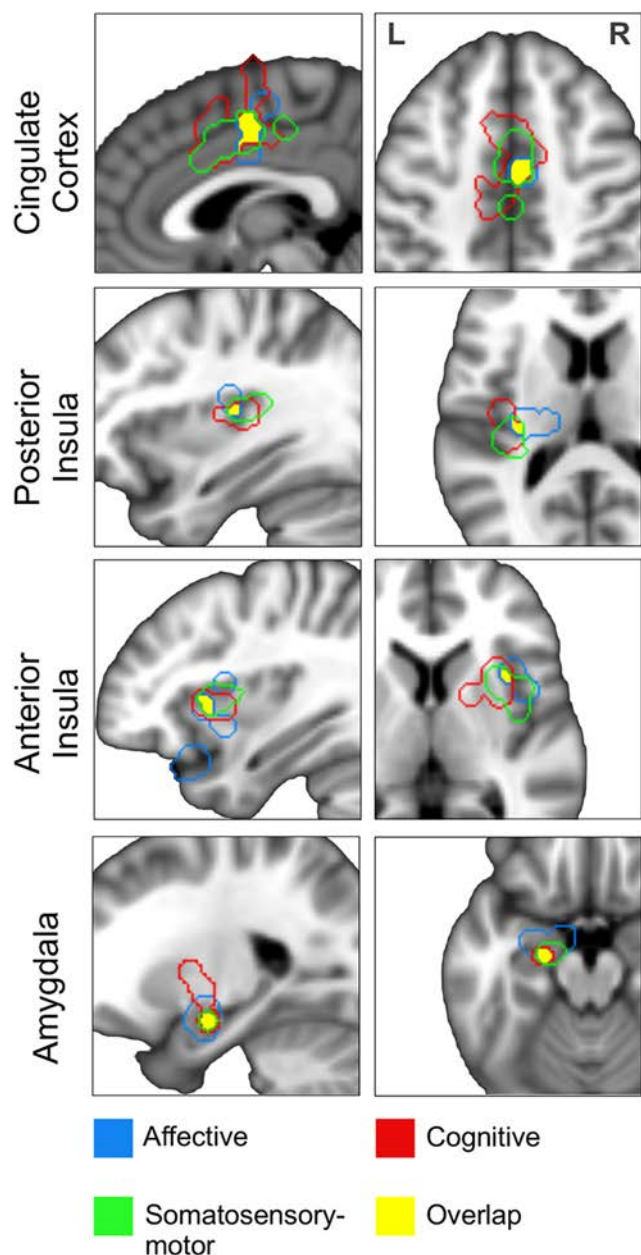 L R
Cingulate
Cortex
Posterior
Insula
Anterior
Insula
Amygdala
Affective
Cognitive
Somatosensory-
motor
Overlap